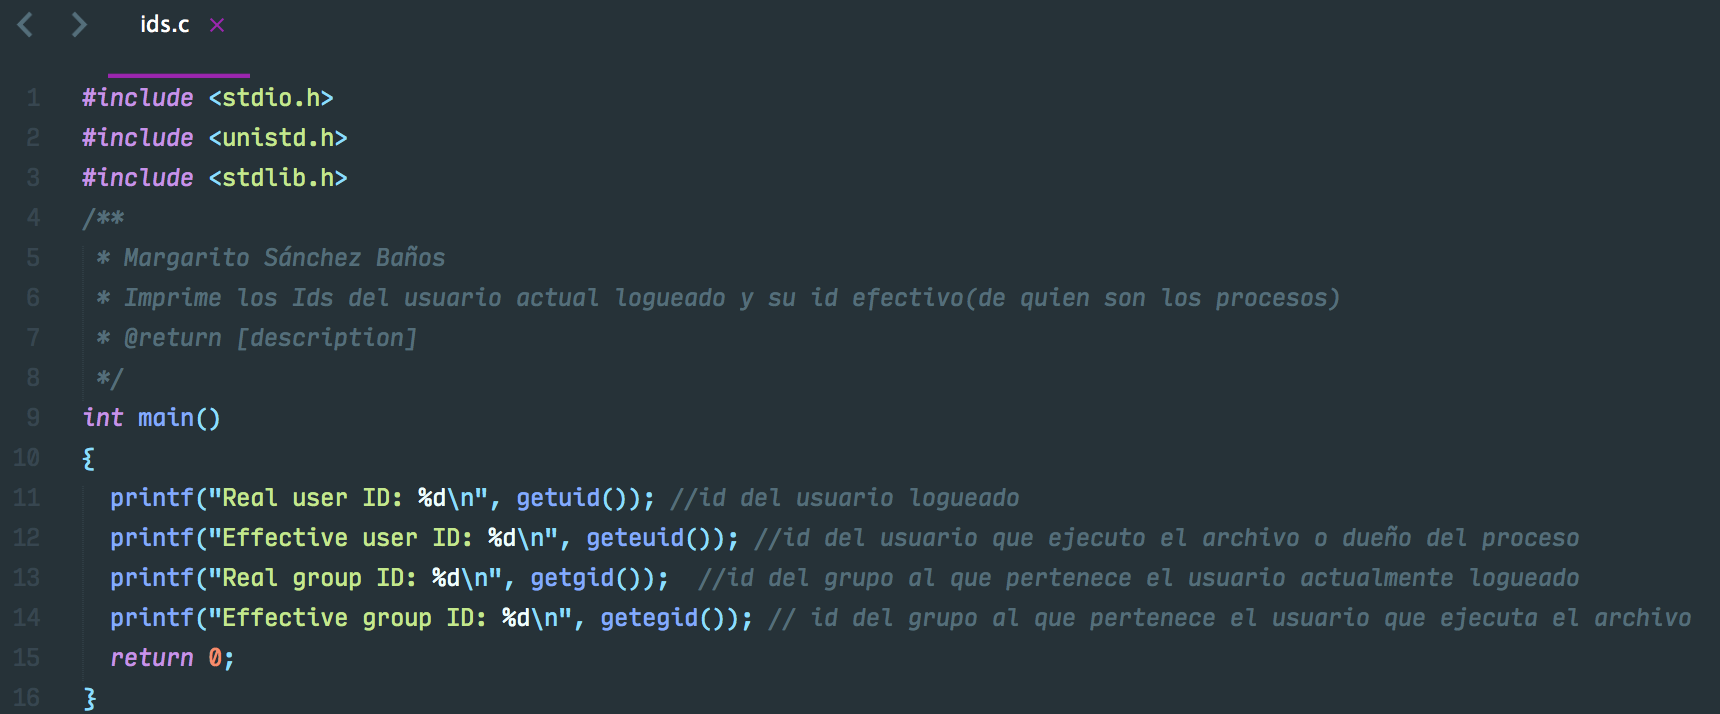 ids.c ×
1 #include <stdio.h>
2 #include <unistd.h>
3 #include <stdlib.h>
4 /**
5  * Margarito Sánchez Baños
6  * Imprime los Ids del usuario actual logueado y su id efectivo(de quien son los procesos)
7  * @return [description]
8  */
9 int main()
10 {
11   printf("Real user ID: %d\n", getuid()); //id del usuario logueado
12   printf("Effective user ID: %d\n", geteuid()); //id del usuario que ejecuto el archivo o dueño del proceso
13   printf("Real group ID: %d\n", getgid());  //id del grupo al que pertenece el usuario actualmente logueado
14   printf("Effective group ID: %d\n", getegid()); // id del grupo al que pertenece el usuario que ejecuta el archivo
15   return 0;
16 }